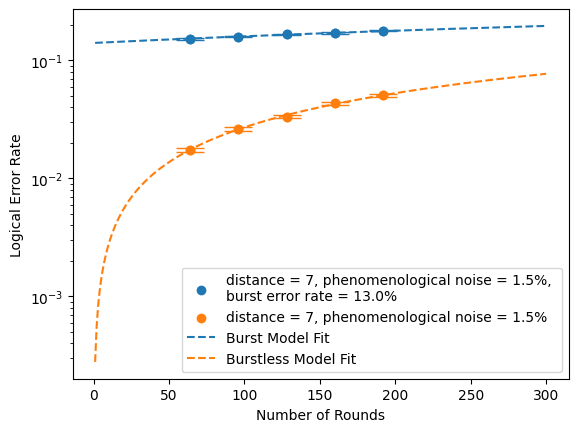 Logical Error Rate
10⁻¹
10⁻²
10⁻³
distance = 7, phenomenological noise = 1.5%,
burst error rate = 13.0%
distance = 7, phenomenological noise = 1.5%
Burst Model Fit
Burstless Model Fit
0 50 100 150 200 250 300
Number of Rounds